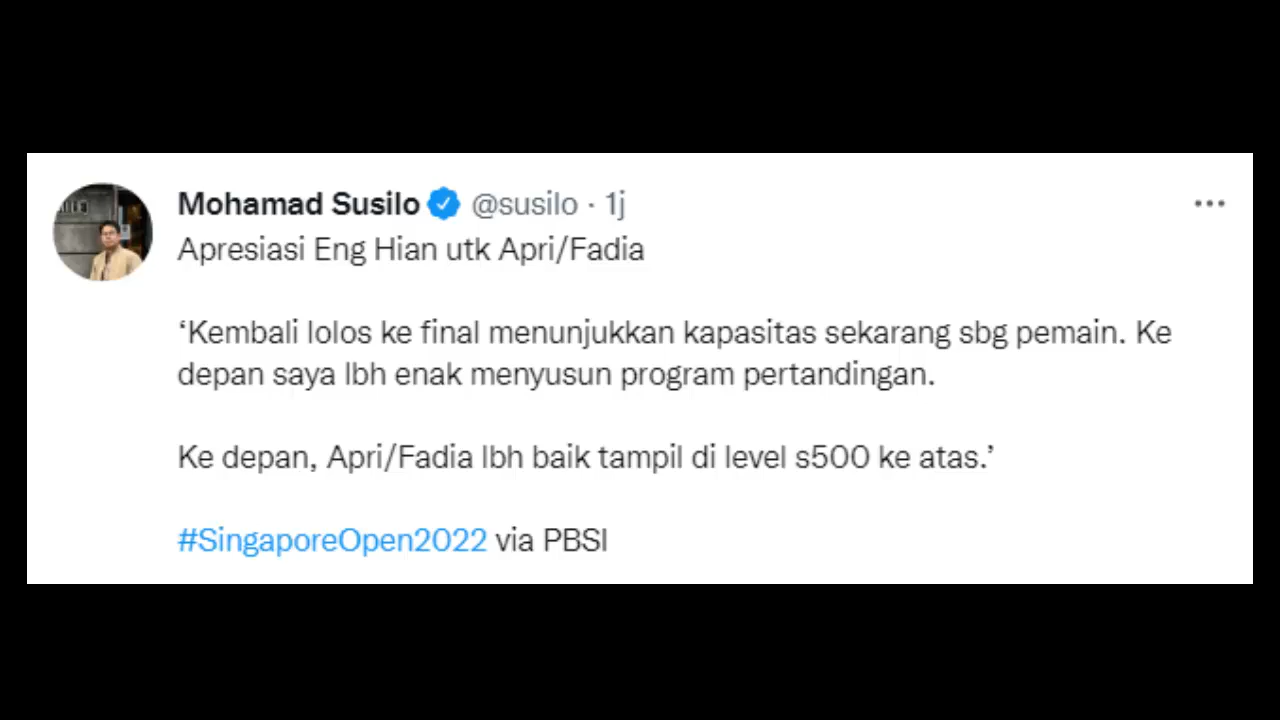 Mohamad Susilo @susilo · 1j
Apresiasi Eng Hian utk Apri/Fadia
‘Kembali lolos ke final menunjukkan kapasitas sekarang sbg pemain. Ke
depan saya lbh enak menyusun program pertandingan.
Ke depan, Apri/Fadia lbh baik tampil di level s500 ke atas.’
#SingaporeOpen2022 via PBSI